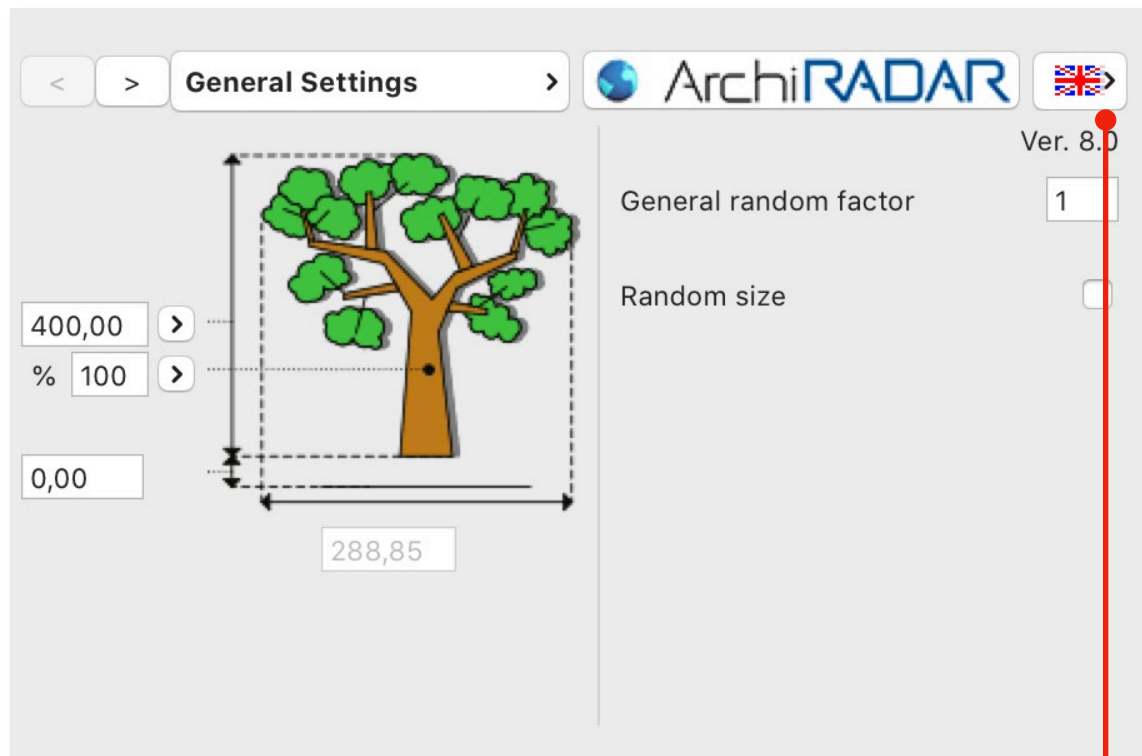 < > General Settings >
ArchiRADAR
>
Ver. 8.0
General random factor 1
Random size
400,00 >
% 100 >
0,00
288,85